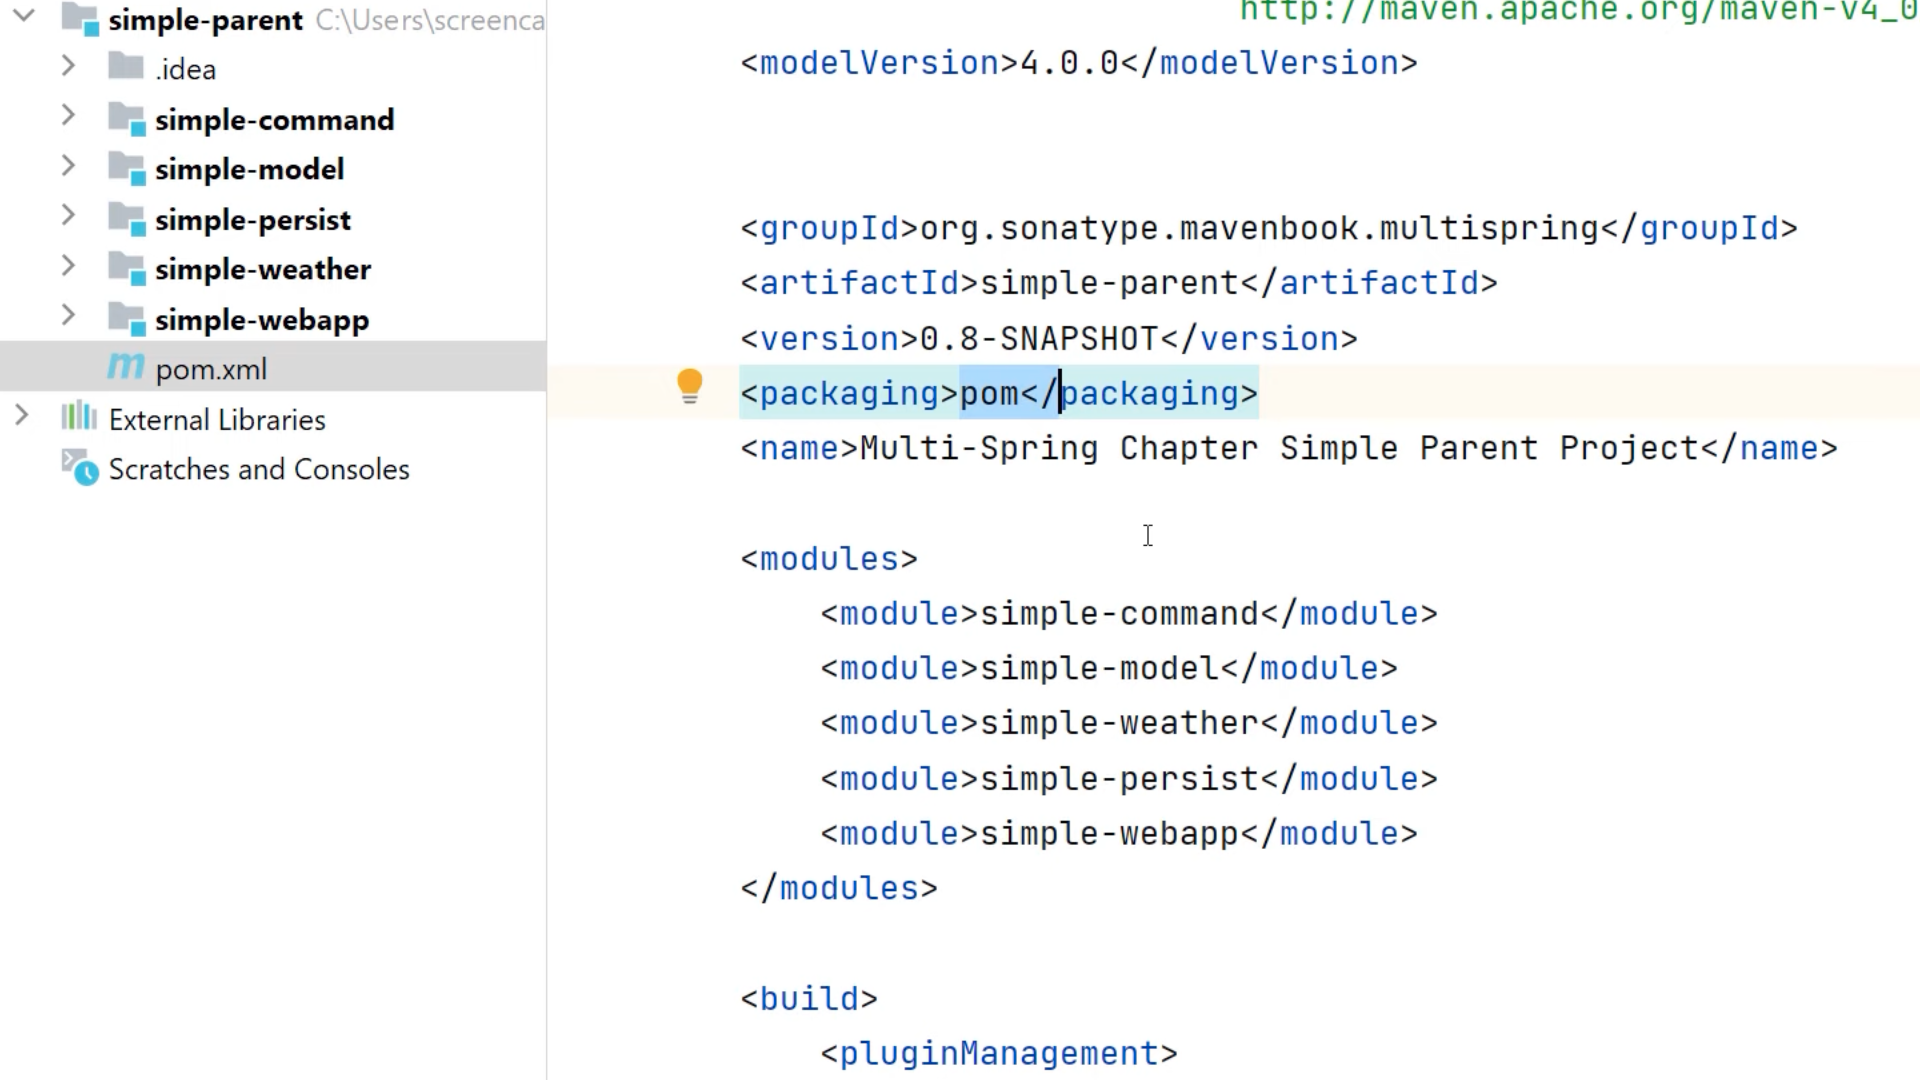 simple-parent C:\Users\screenca
.idea
simple-command
simple-model
simple-persist
simple-weather
simple-webapp
pom.xml
External Libraries
Scratches and Consoles
http://maven.apache.org/maven-v4_0
<modelVersion>4.0.0</modelVersion>
<groupId>org.sonatype.mavenbook.multispring</groupId>
<artifactId>simple-parent</artifactId>
<version>0.8-SNAPSHOT</version>
<packaging>pom</packaging>
<name>Multi-Spring Chapter Simple Parent Project</name>
<modules>
<module>simple-command</module>
<module>simple-model</module>
<module>simple-weather</module>
<module>simple-persist</module>
<module>simple-webapp</module>
</modules>
<build>
<pluginManagement>